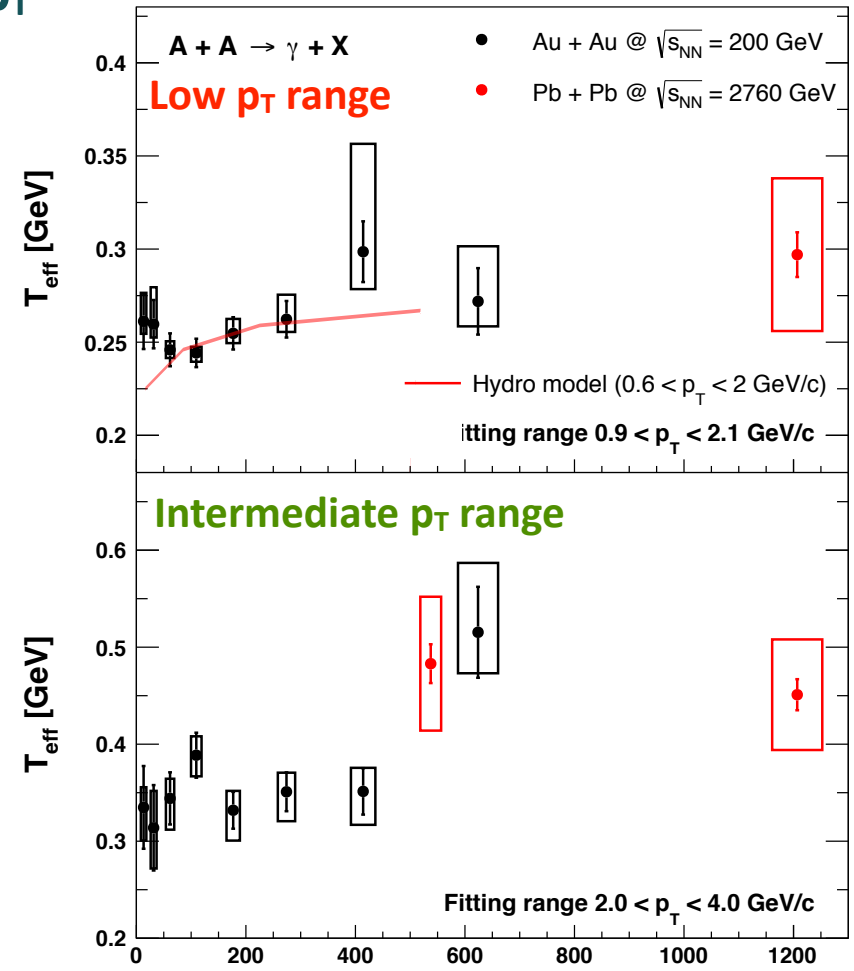 pT
A + A → γ + X
Au + Au @ √sNN = 200 GeV
Low pT range
Pb + Pb @ √sNN = 2760 GeV
0.4
0.35
0.3
0.25
0.2
Teff [GeV]
Hydro model (0.6 < pT < 2 GeV/c)
itting range 0.9 < pT < 2.1 GeV/c
Intermediate pT range
0.6
0.5
0.4
0.3
0.2
Teff [GeV]
Fitting range 2.0 < pT < 4.0 GeV/c
0 200 400 600 800 1000 1200